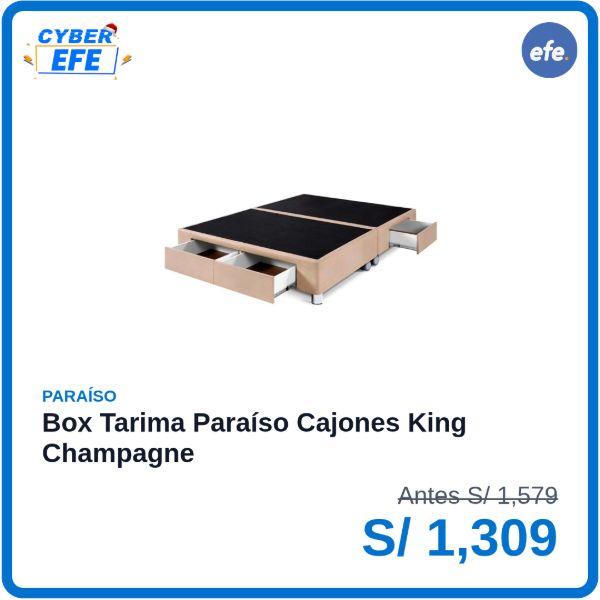 CYBER
EFE
efe.
PARAÍSO
Box Tarima Paraíso Cajones King
Champagne
Antes S/ 1,579
S/ 1,309